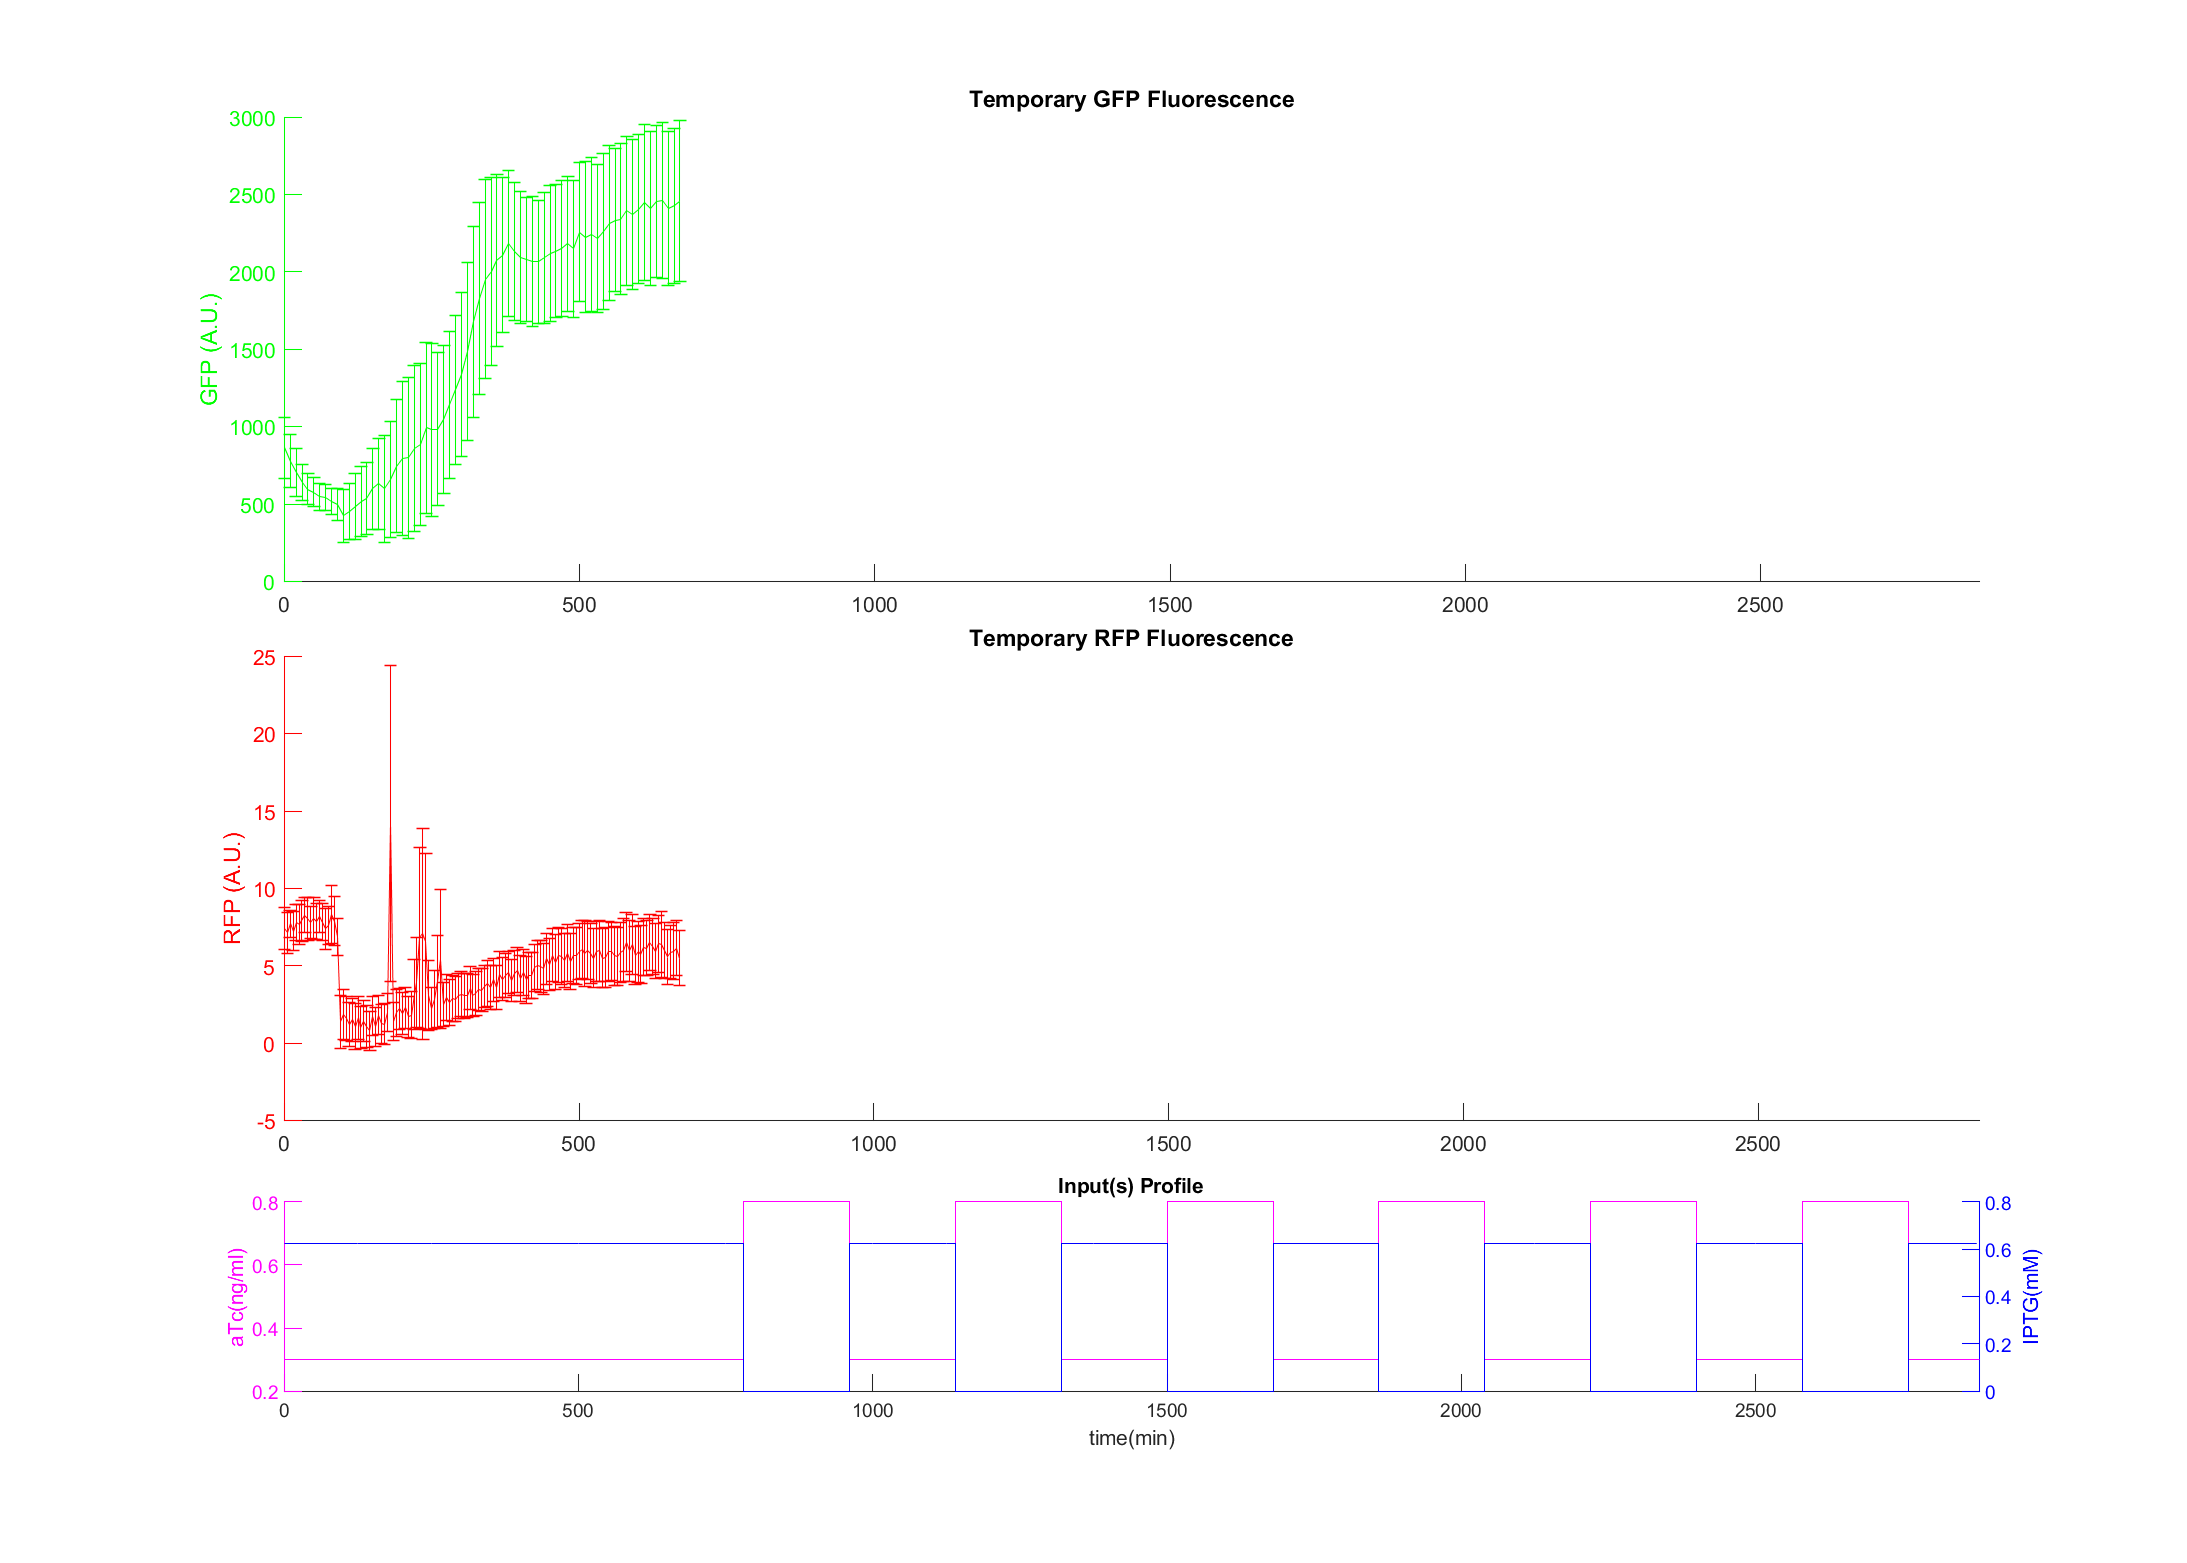 Temporary GFP Fluorescence
3000
2500
2000
1500
1000
500
0
GFP (A.U.)
0 500 1000 1500 2000 2500
Temporary RFP Fluorescence
25
20
15
10
5
0
-5
RFP (A.U.)
0 500 1000 1500 2000 2500
Input(s) Profile
0.8
0.6
0.4
0.2
aTc(ng/ml)
0.8
0.6
0.4
0.2
0
IPTG(mM)
0 500 1000 1500 2000 2500
time(min)